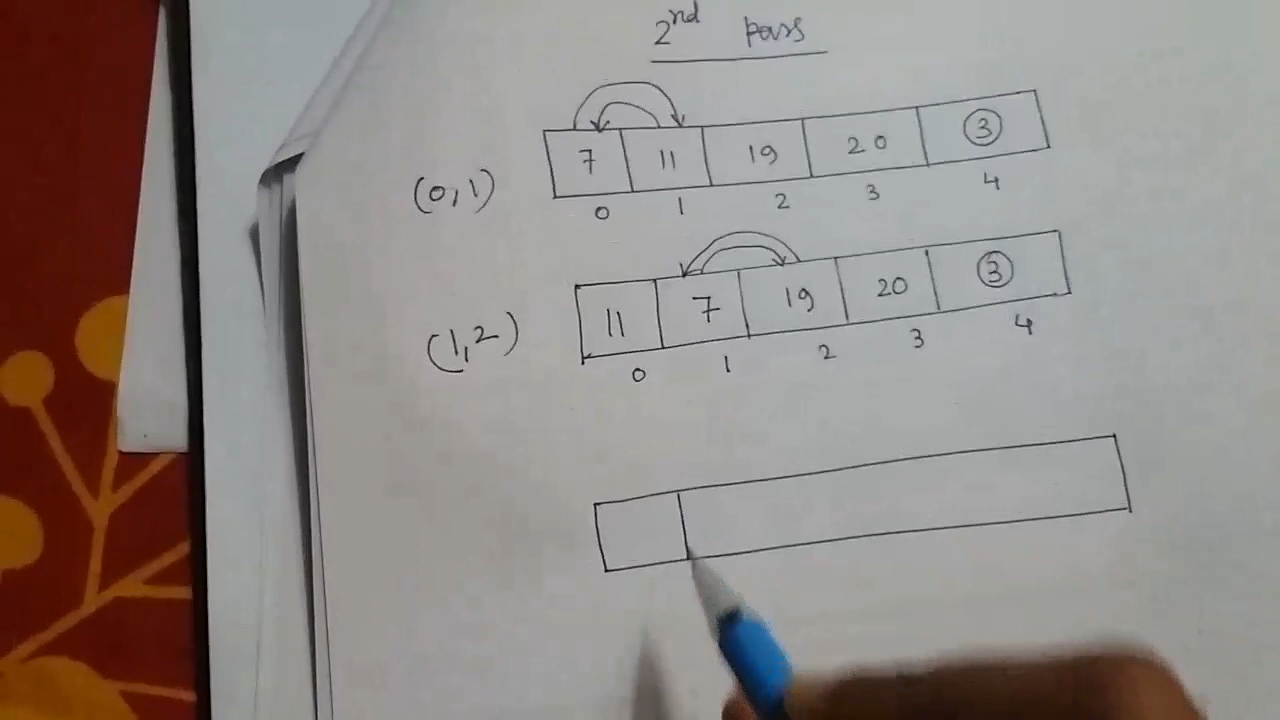 2nd pass
(0,1) 7 11 19 20 3
0 1 2 3 4
(1,2) 11 7 19 20 3
0 1 2 3 4